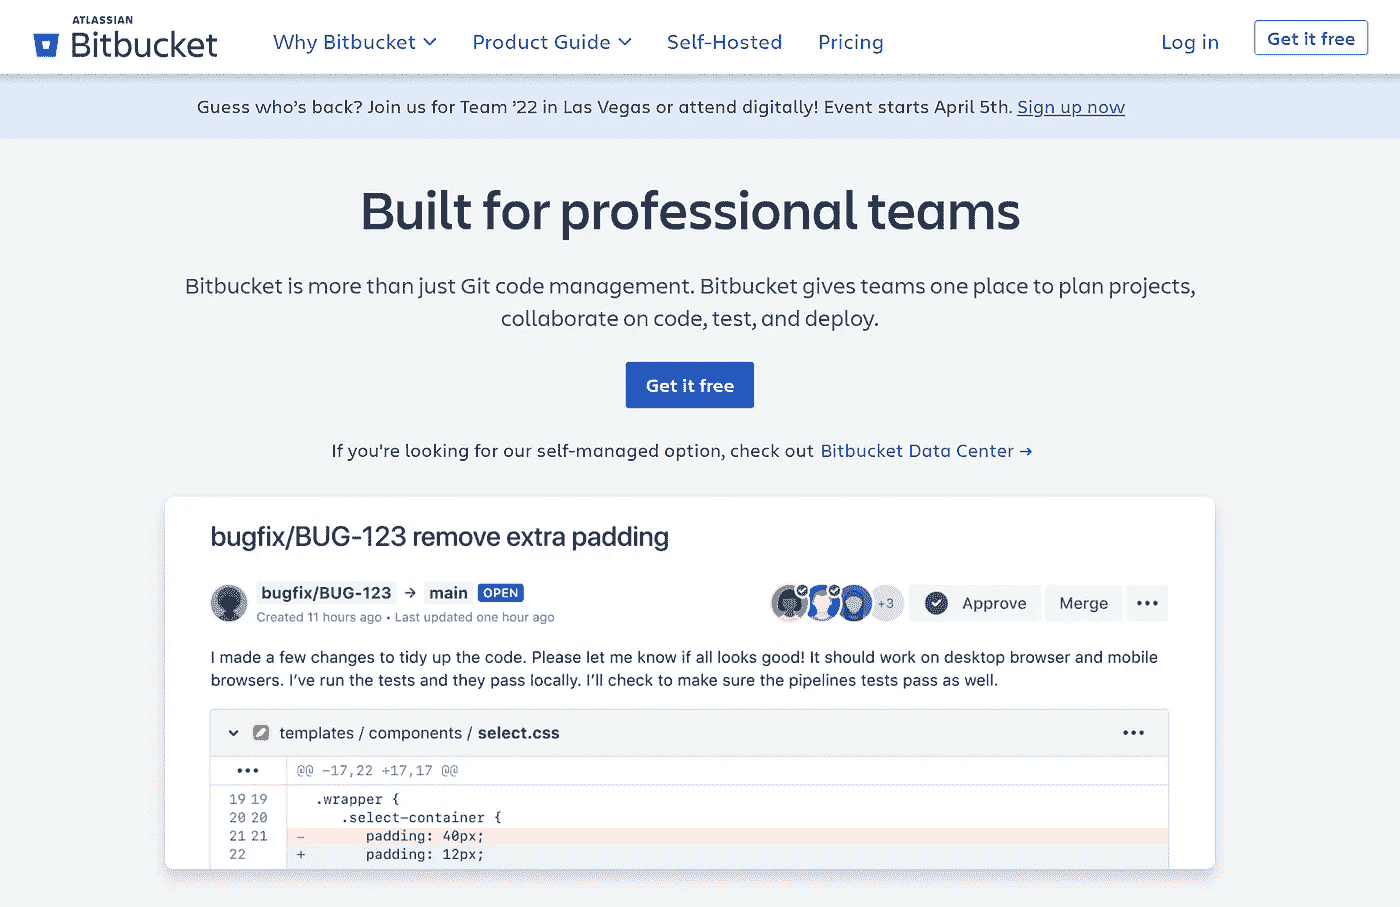 ATLASSIAN
Bitbucket
Why Bitbucket
Product Guide
Self-Hosted
Pricing
Log in
Get it free
Guess who’s back? Join us for Team ’22 in Las Vegas or attend digitally! Event starts April 5th. Sign up now
Built for professional teams
Bitbucket is more than just Git code management. Bitbucket gives teams one place to plan projects,
collaborate on code, test, and deploy.
Get it free
If you're looking for our self-managed option, check out Bitbucket Data Center →
bugfix/BUG-123 remove extra padding
bugfix/BUG-123 → main OPEN
Created 11 hours ago • Last updated one hour ago
+3
Approve
Merge
•••
I made a few changes to tidy up the code. Please let me know if all looks good! It should work on desktop browser and mobile
browsers. I’ve run the tests and they pass locally. I’ll check to make sure the pipelines tests pass as well.
templates / components / select.css •••
••• @@ -17,22 +17,17 @@
19 19 .wrapper {
20 20 .select-container {
21 21 – padding: 40px;
22 + padding: 12px;